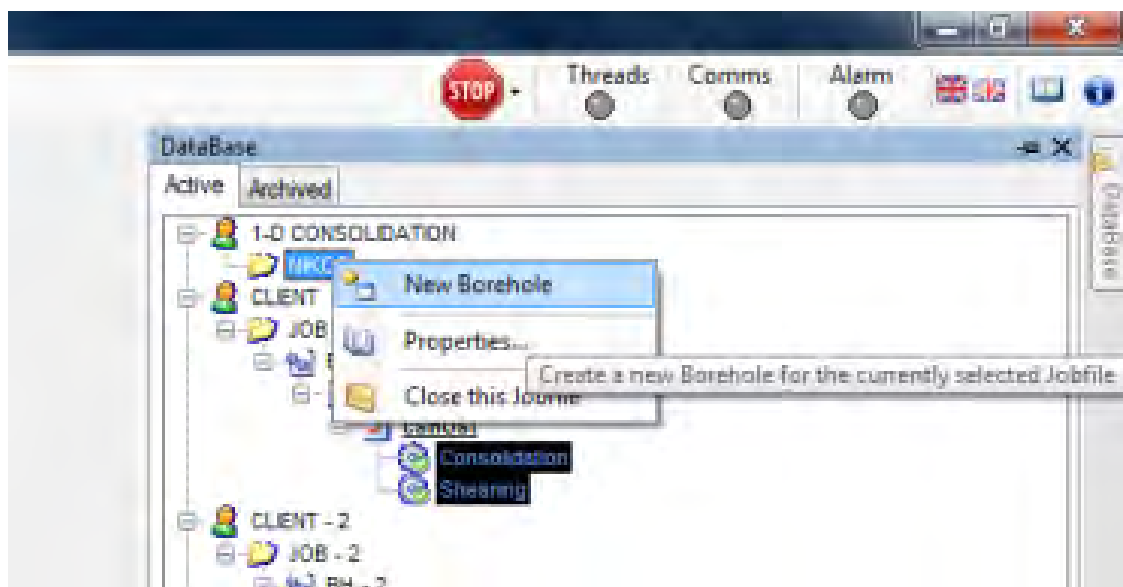 STOP
Threads Comms Alarm
DataBase
Active Archived
1-D CONSOLIDATION
New Borehole
CLIENT
JOB
Properties...
Create a new Borehole for the currently selected Jobfile
Close this Jobfile
Consolidation
Shearing
CLIENT - 2
JOB - 2
BH - 2
DataBase